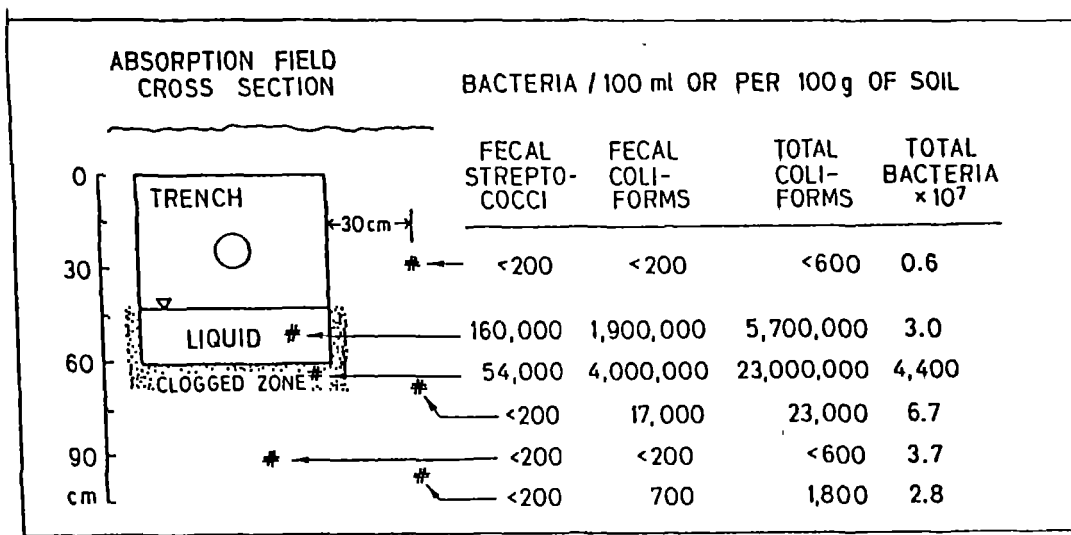 ABSORPTION FIELD
CROSS SECTION
BACTERIA / 100 ml OR PER 100 g OF SOIL
FECAL STREPTO- COCCI
FECAL COLI- FORMS
TOTAL COLI- FORMS
TOTAL BACTERIA × 10⁷
0
TRENCH
30 cm
30
# <200 <200 <600 0.6
LIQUID # 160,000 1,900,000 5,700,000 3.0
60
CLOGGED ZONE # 54,000 4,000,000 23,000,000 4,400
# <200 17,000 23,000 6.7
90 # <200 <200 <600 3.7
cm # <200 700 1,800 2.8